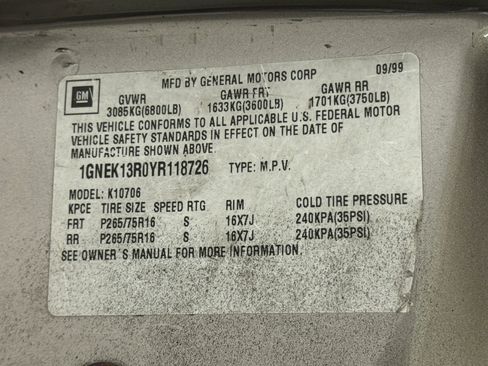 MFD BY GENERAL MOTORS CORP 09/99
GM GVWR GAWR FRT GAWR RR
3085KG(6800LB) 1633KG(3600LB) 1701KG(3750LB)
THIS VEHICLE CONFORMS TO ALL APPLICABLE U.S. FEDERAL MOTOR
VEHICLE SAFETY STANDARDS IN EFFECT ON THE DATE OF
MANUFACTURE SHOWN ABOVE.
1GNEK13R0YR118726 TYPE: M.P.V.
MODEL: K10706
KPCE TIRE SIZE SPEED RTG RIM COLD TIRE PRESSURE
FRT P265/75R16 S 16X7J 240KPA(35PSI)
RR P265/75R16 S 16X7J 240KPA(35PSI)
SEE OWNER'S MANUAL FOR MORE INFORMATION.